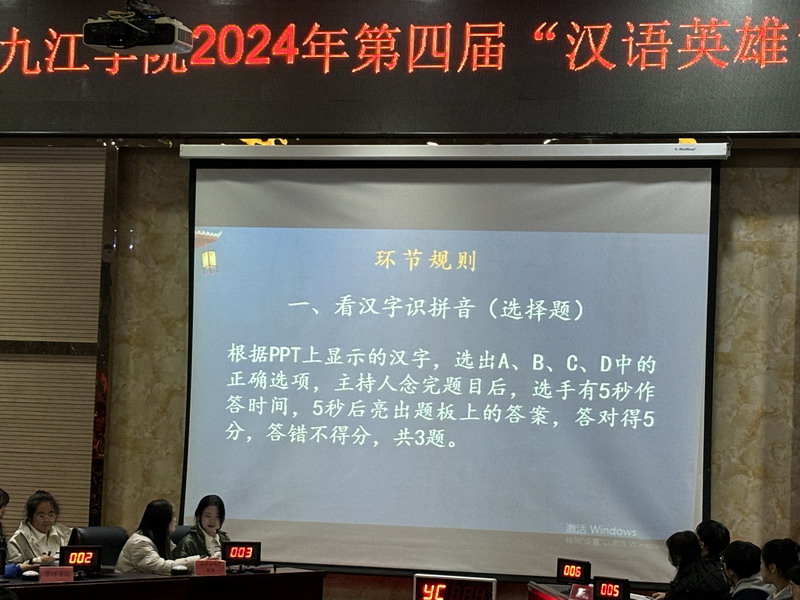 九江学院2024年第四届“汉语英雄
环节规则
一、看汉字识拼音（选择题）
根据PPT上显示的汉字，选出A、B、C、D中的
正确选项，主持人念完题目后，选手有5秒作
答时间，5秒后亮出题板上的答案，答对得5
分，答错不得分，共3题。
激活 Windows
002
003
006
005
YC